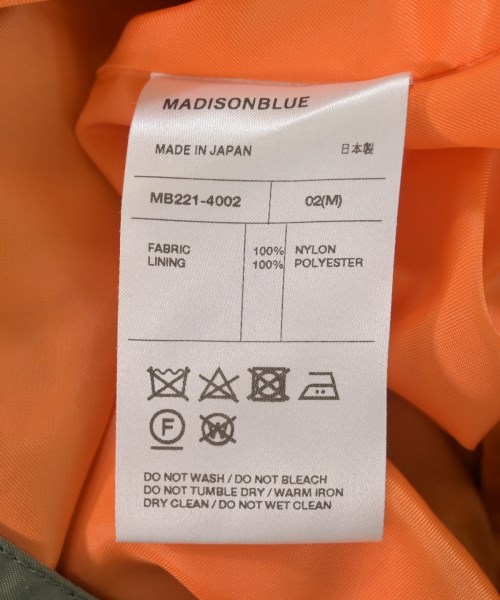 MADISONBLUE
MADE IN JAPAN 日本製
MB221-4002 02(M)
FABRIC 100% NYLON
LINING 100% POLYESTER
F W
DO NOT WASH / DO NOT BLEACH
DO NOT TUMBLE DRY / WARM IRON
DRY CLEAN / DO NOT WET CLEAN